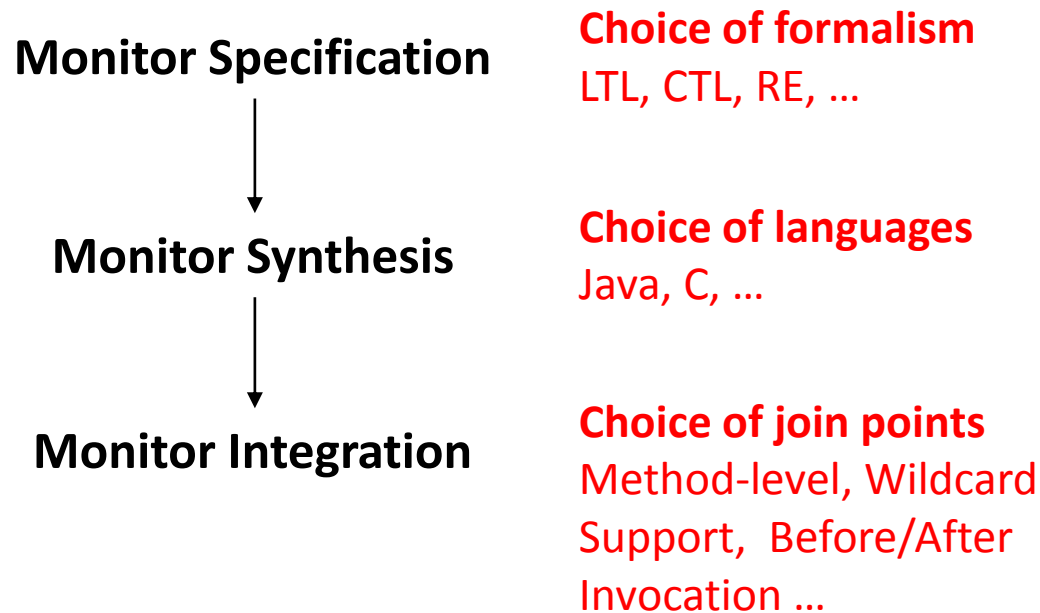 Monitor Specification
Choice of formalism
LTL, CTL, RE, …
Monitor Synthesis
Choice of languages
Java, C, …
Monitor Integration
Choice of join points
Method-level, Wildcard
Support,  Before/After
Invocation …